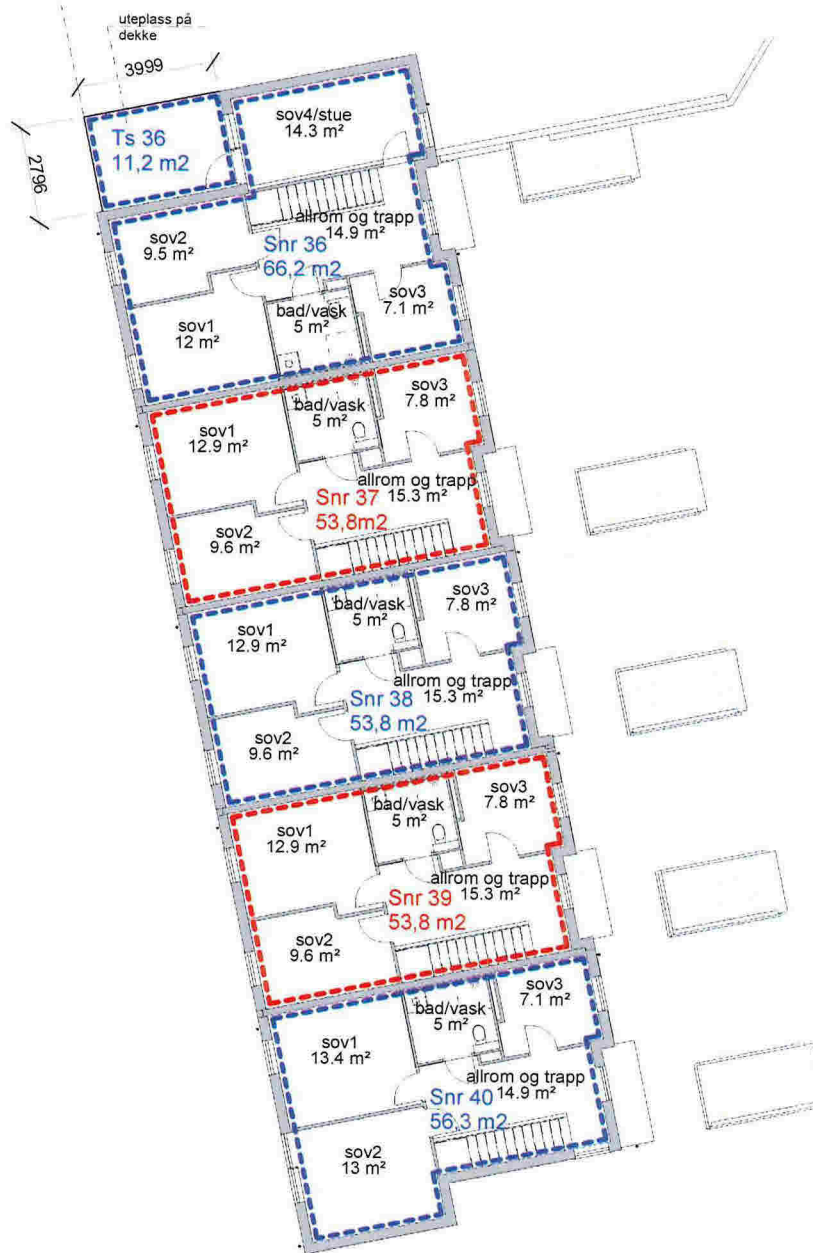 uteplass på
dekke
3999
2796
Ts 36
11,2 m2
sov4/stue
14.3 m²
allrom og trapp
14.9 m²
sov2
9.5 m²
Snr 36
66,2 m2
sov3
7.1 m²
sov1
12 m²
bad/vask
5 m²
sov3
7.8 m²
bad/vask
5 m²
sov1
12.9 m²
allrom og trapp
15.3 m²
Snr 37
53,8m2
sov2
9.6 m²
sov3
7.8 m²
bad/vask
5 m²
sov1
12.9 m²
allrom og trapp
15.3 m²
Snr 38
53,8 m2
sov2
9.6 m²
sov3
7.8 m²
bad/vask
5 m²
sov1
12.9 m²
allrom og trapp
15.3 m²
Snr 39
53,8 m2
sov2
9.6 m²
sov3
7.1 m²
bad/vask
5 m²
sov1
13.4 m²
allrom og trapp
14.9 m²
Snr 40
56,3 m2
sov2
13 m²